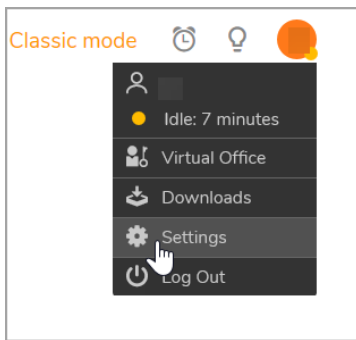 Classic mode
Idle: 7 minutes
Virtual Office
Downloads
Settings
Log Out